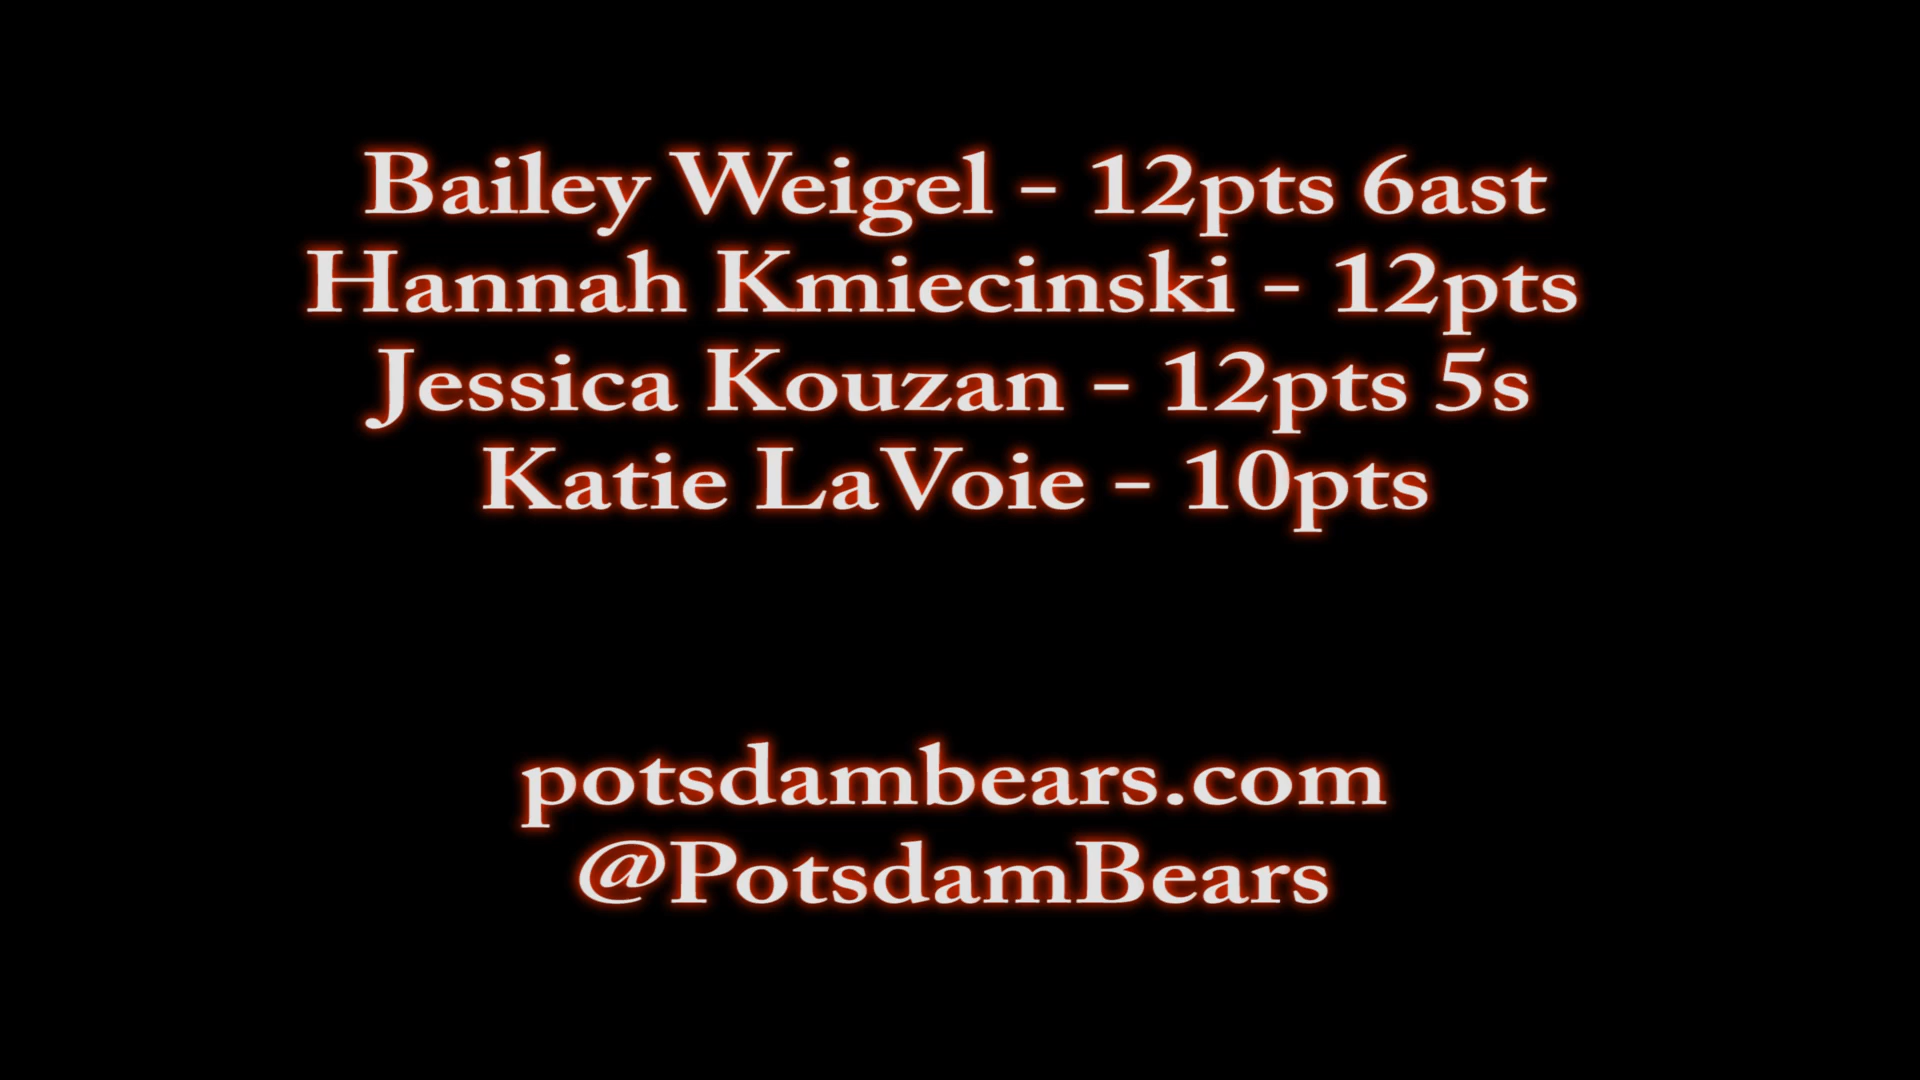 Bailey Weigel - 12pts 6ast
Hannah Kmiecinski - 12pts
Jessica Kouzan - 12pts 5s
Katie LaVoie - 10pts
potsdambears.com
@PotsdamBears